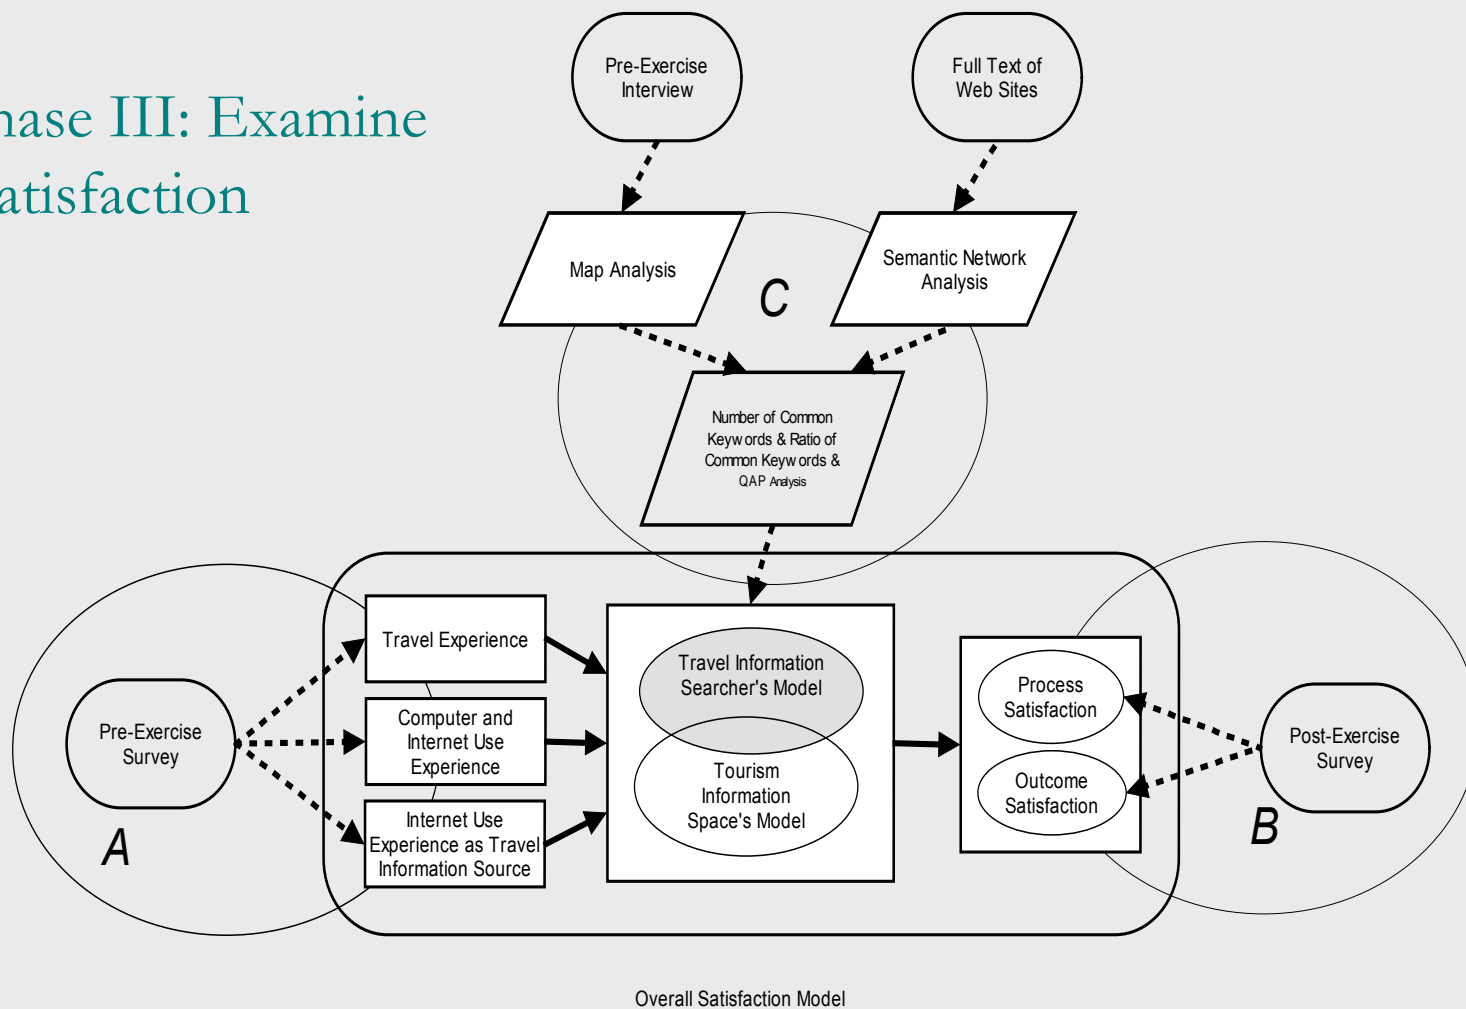 hase III: Examine
atisfaction
Pre-Exercise
Interview
Full Text of
Web Sites
Map Analysis
C
Semantic Network
Analysis
Number of Common
Keywords & Ratio of
Common Keywords &
QAP Analysis
Travel Experience
Computer and
Internet Use
Experience
Internet Use
Experience as Travel
Information Source
Pre-Exercise
Survey
A
Travel Information
Searcher's Model
Tourism
Information
Space's Model
Process
Satisfaction
Outcome
Satisfaction
Post-Exercise
Survey
B
Overall Satisfaction Model